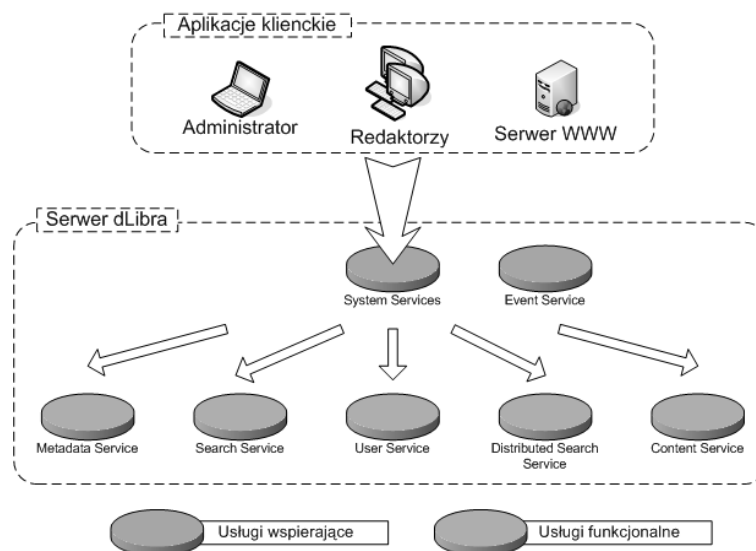 Aplikacje klienckie
Administrator
Redaktorzy
Serwer WWW
Serwer dLibra
System Services
Event Service
Metadata Service
Search Service
User Service
Distributed Search
Service
Content Service
Usługi wspierające
Usługi funkcjonalne